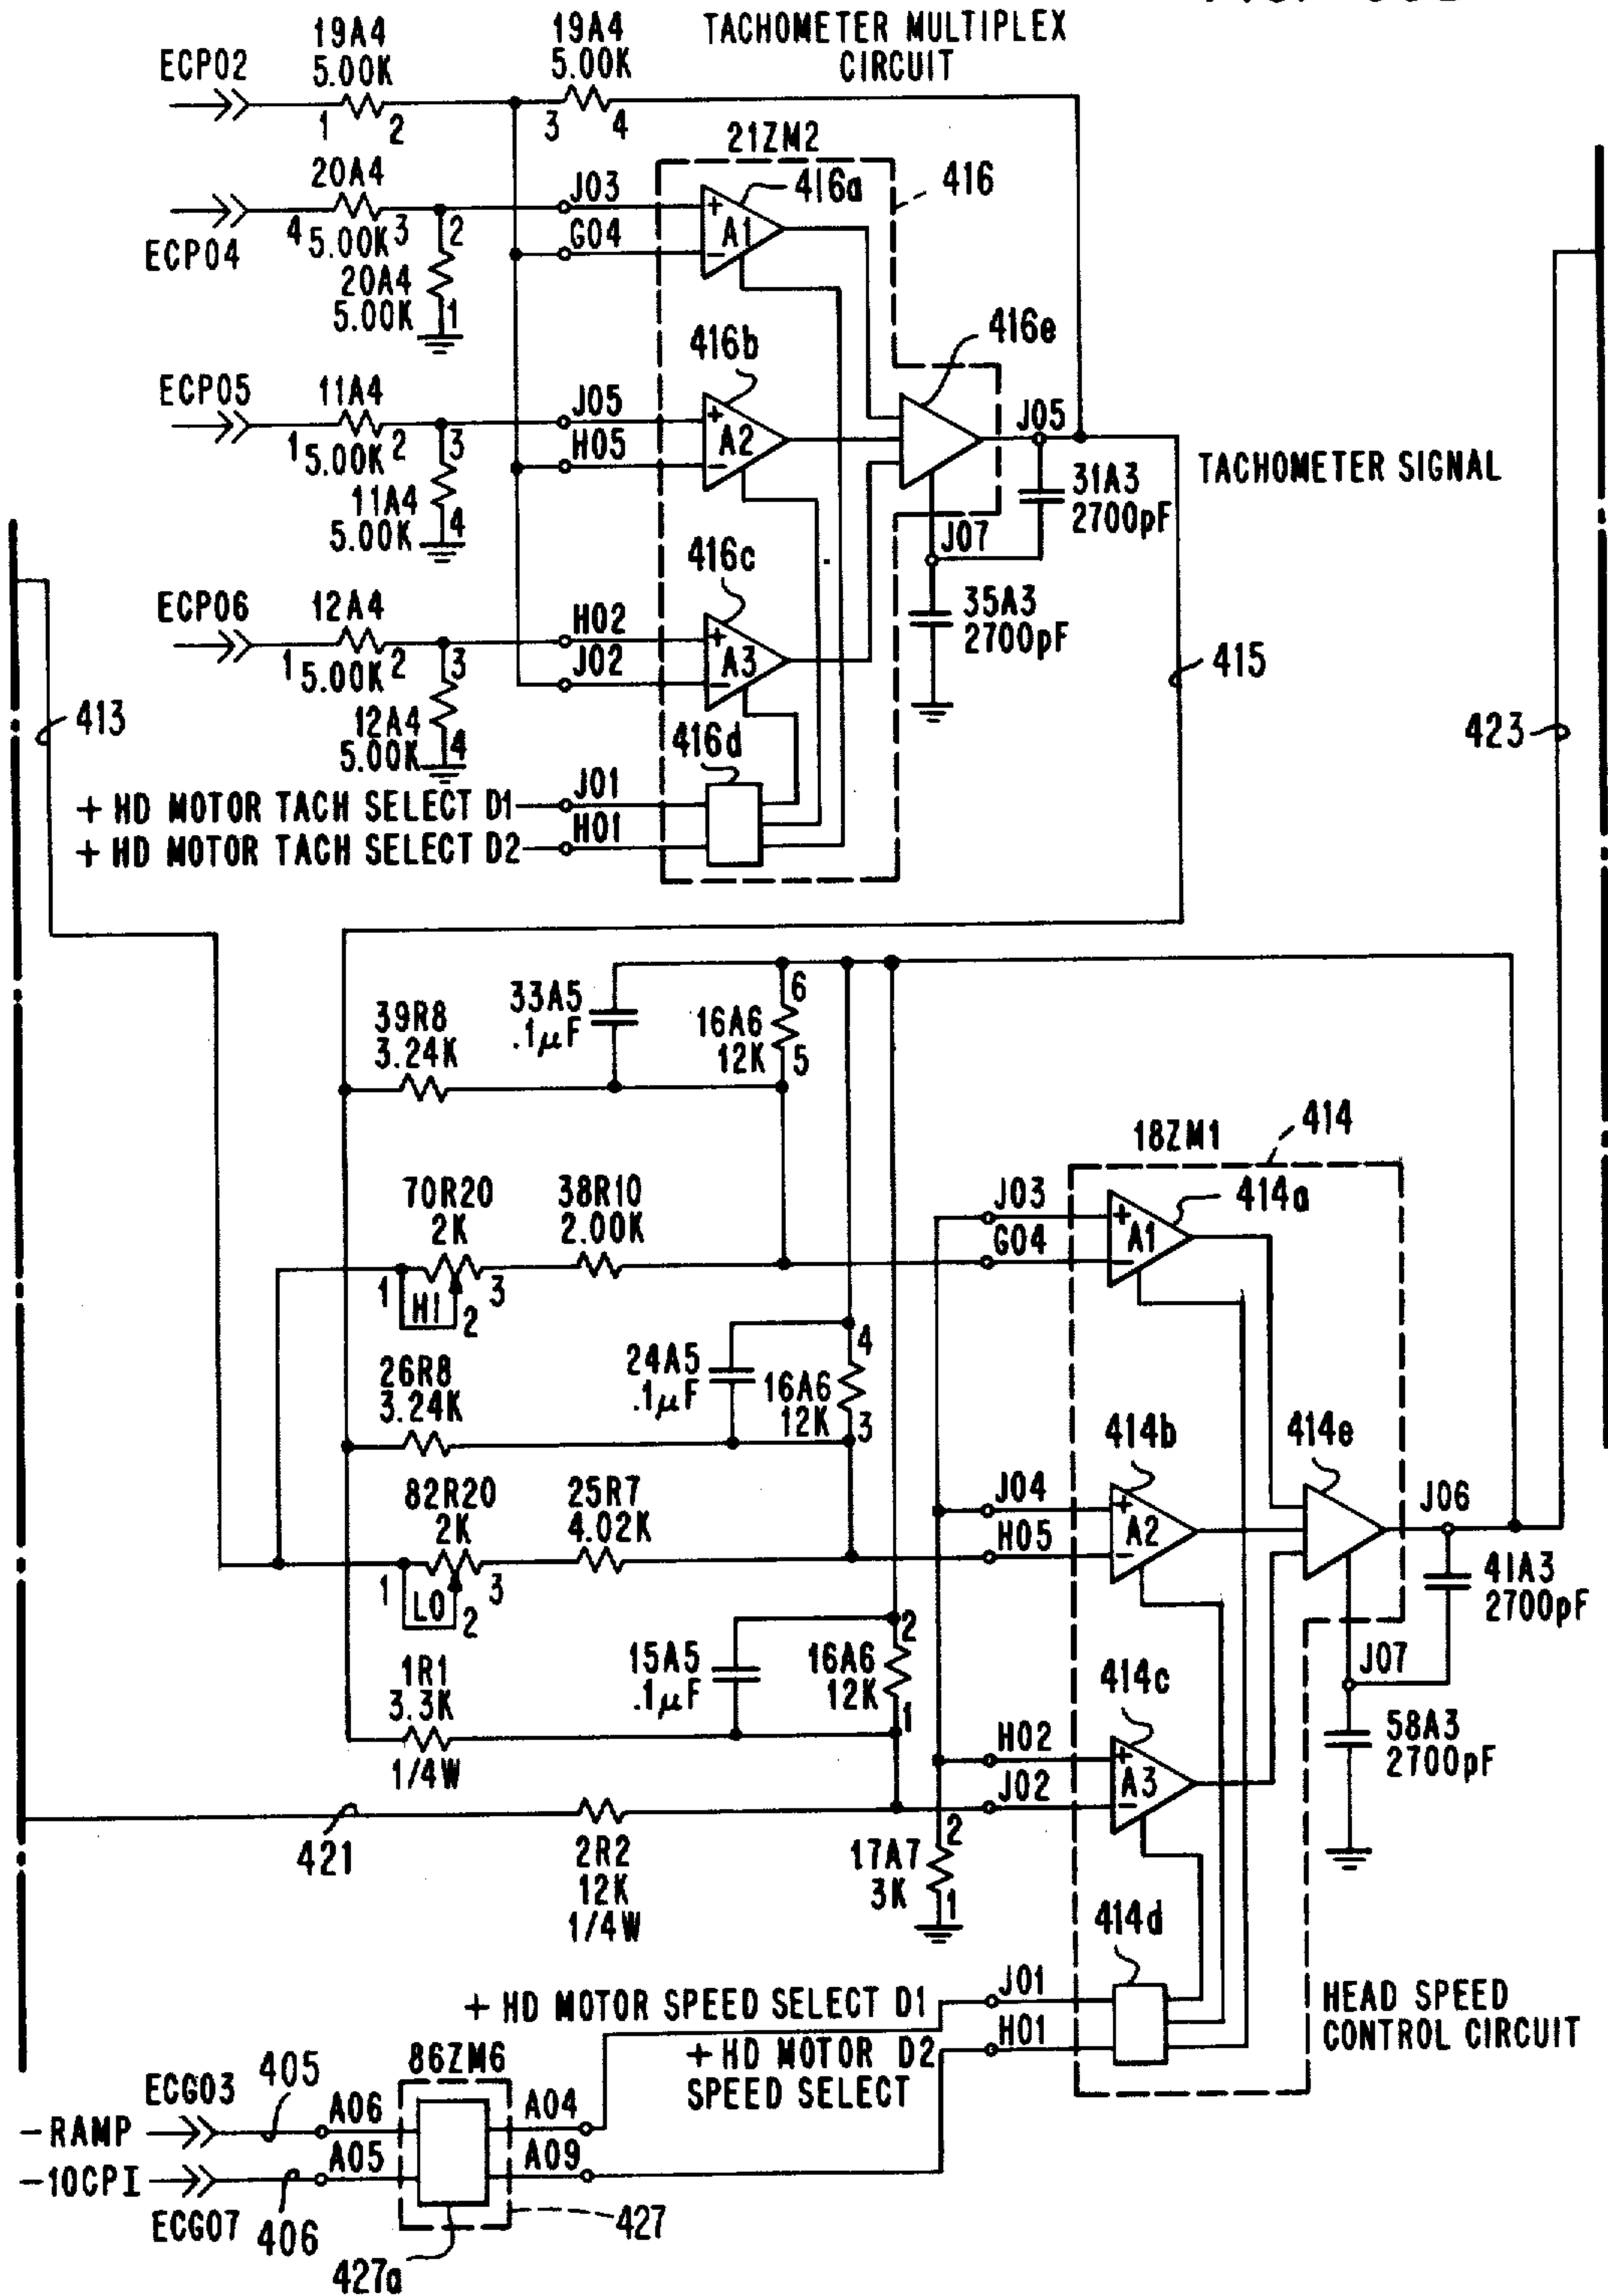 TACHOMETER MULTIPLEX
CIRCUIT
ECP02
19A4
5.00K
1 2
19A4
5.00K
3 4
20A4
4 5.00K 3
ECP04
2
20A4
5.00K
1
J03
G04
21ZM2
416a
416
+
A1
-
ECP05
11A4
1 5.00K 2
3
11A4
5.00K
4
J05
H05
416b
+
A2
-
416e
J05
TACHOMETER SIGNAL
31A3
2700pF
J07
35A3
2700pF
ECP06
12A4
1 5.00K 2
3
12A4
5.00K
4
H02
J02
416c
+
A3
-
416d
415
413
423
+ HD MOTOR TACH SELECT D1
J01
+ HD MOTOR TACH SELECT D2
H01
39R8
3.24K
33A5
.1µF
6
16A6
12K
5
70R20
2K
1 HI 2 3
38R10
2.00K
J03
G04
18ZM1
414
414a
+
A1
-
26R8
3.24K
24A5
.1µF
4
16A6
12K
3
82R20
2K
1 LO 2 3
25R7
4.02K
J04
H05
414b
+
A2
-
414e
J06
41A3
2700pF
J07
58A3
2700pF
1R1
3.3K
1/4W
15A5
.1µF
2
16A6
12K
1
H02
J02
414c
+
A3
-
421
2R2
12K
1/4W
17A7
3K
2
1
414d
+ HD MOTOR SPEED SELECT D1
J01
+ HD MOTOR D2
SPEED SELECT
H01
HEAD SPEED
CONTROL CIRCUIT
86ZM6
-RAMP
ECG03
405
A06
A04
-10CPI
ECG07
406
A05
A09
427
427a